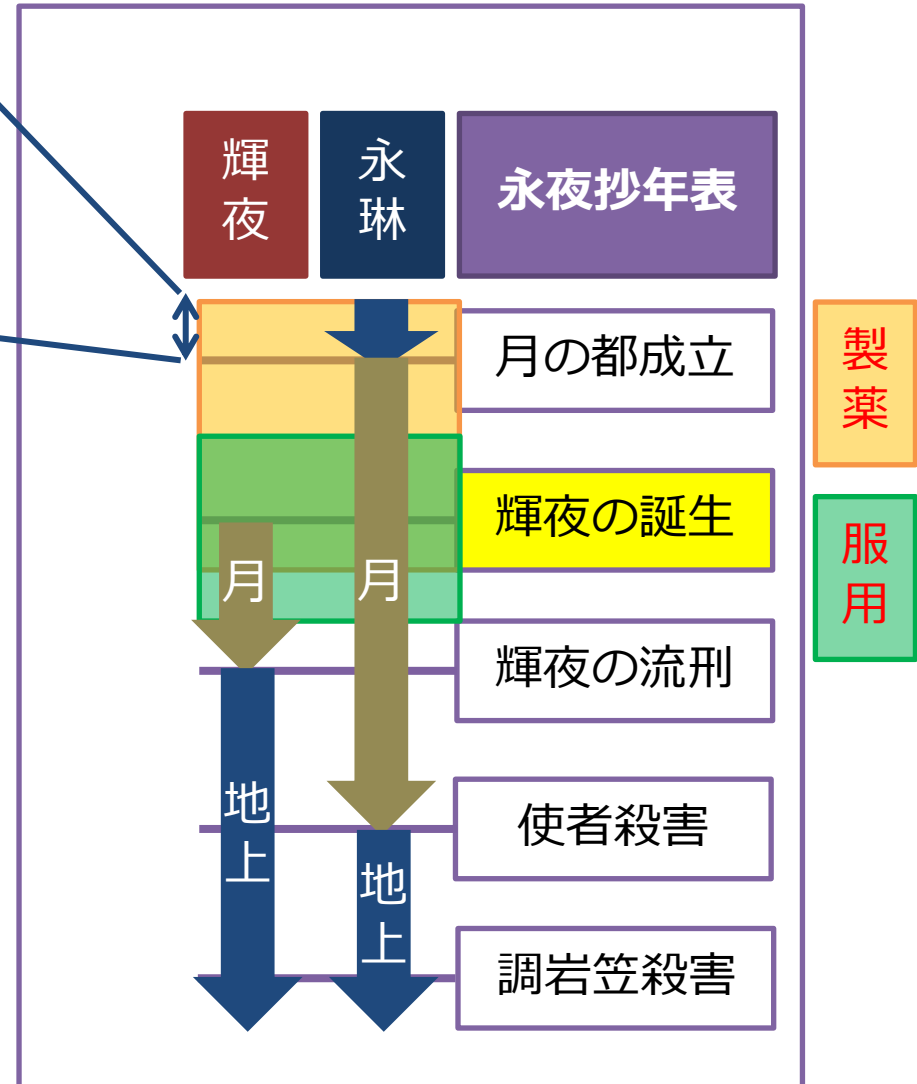 輝夜
永琳
永夜抄年表
月の都成立
製薬
輝夜の誕生
服用
月
月
輝夜の流刑
地上
使者殺害
地上
調岩笠殺害